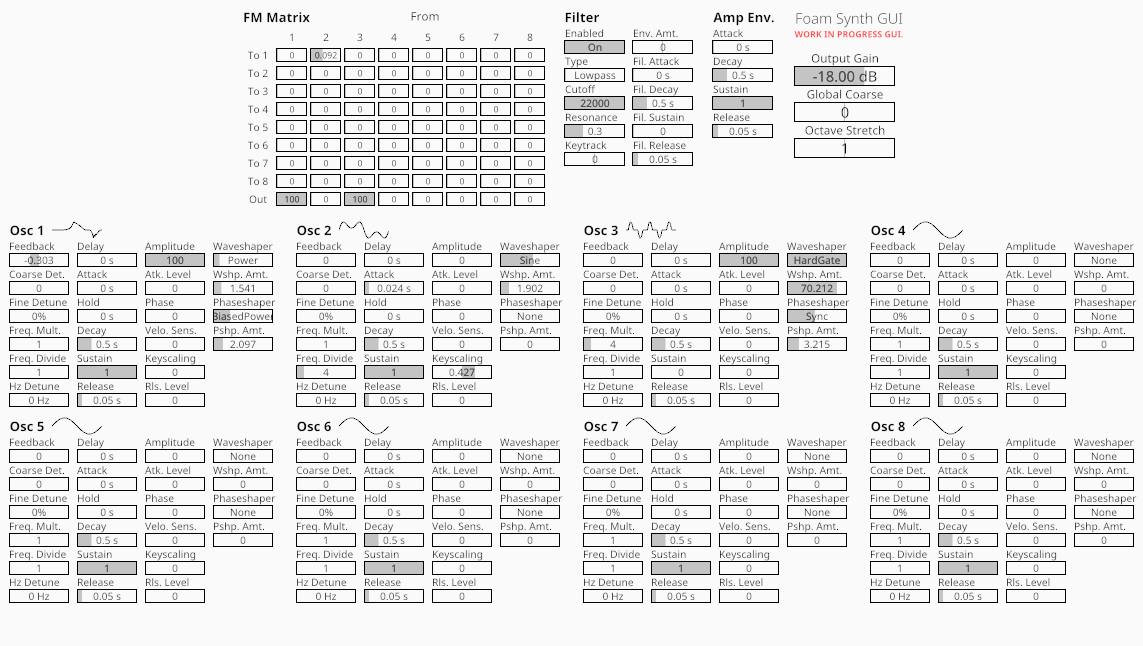 FM Matrix From
1 2 3 4 5 6 7 8
To 1 0 0.092 0 0 0 0 0 0
To 2 0 0 0 0 0 0 0 0
To 3 0 0 0 0 0 0 0 0
To 4 0 0 0 0 0 0 0 0
To 5 0 0 0 0 0 0 0 0
To 6 0 0 0 0 0 0 0 0
To 7 0 0 0 0 0 0 0 0
To 8 0 0 0 0 0 0 0 0
Out 100 0 100 0 0 0 0 0
Filter
Enabled Env. Amt.
On 0
Type Fil. Attack
Lowpass 0 s
Cutoff Fil. Decay
22000 0.5 s
Resonance Fil. Sustain
0.3 0
Keytrack Fil. Release
0 0.05 s
Amp Env.
Attack
0 s
Decay
0.5 s
Sustain
1
Release
0.05 s
Foam Synth GUI
WORK IN PROGRESS GUI.
Output Gain
-18.00 dB
Global Coarse
0
Octave Stretch
1
Osc 1
Feedback Delay Amplitude Waveshaper
-0.303 0 s 100 Power
Coarse Det. Attack Atk. Level Wshp. Amt.
0 0 s 0 1.541
Fine Detune Hold Phase Phaseshaper
0% 0 s 0 BiasedPower
Freq. Mult. Decay Velo. Sens. Pshp. Amt.
1 0.5 s 0 2.097
Freq. Divide Sustain Keyscaling
1 1 0
Hz Detune Release Rls. Level
0 Hz 0.05 s 0
Osc 2
Feedback Delay Amplitude Waveshaper
0 0 s 0 Sine
Coarse Det. Attack Atk. Level Wshp. Amt.
0 0.024 s 0 1.902
Fine Detune Hold Phase Phaseshaper
0% 0 s 0 None
Freq. Mult. Decay Velo. Sens. Pshp. Amt.
1 0.5 s 0 0
Freq. Divide Sustain Keyscaling
4 1 0.427
Hz Detune Release Rls. Level
0 Hz 0.05 s 0
Osc 3
Feedback Delay Amplitude Waveshaper
0 0 s 100 HardGate
Coarse Det. Attack Atk. Level Wshp. Amt.
0 0 s 0 70.212
Fine Detune Hold Phase Phaseshaper
0% 0 s 0 Sync
Freq. Mult. Decay Velo. Sens. Pshp. Amt.
4 0.5 s 0 3.215
Freq. Divide Sustain Keyscaling
1 0 0
Hz Detune Release Rls. Level
0 Hz 0.05 s 0
Osc 4
Feedback Delay Amplitude Waveshaper
0 0 s 0 None
Coarse Det. Attack Atk. Level Wshp. Amt.
0 0 s 0 0
Fine Detune Hold Phase Phaseshaper
0% 0 s 0 None
Freq. Mult. Decay Velo. Sens. Pshp. Amt.
1 0.5 s 0 0
Freq. Divide Sustain Keyscaling
1 1 0
Hz Detune Release Rls. Level
0 Hz 0.05 s 0
Osc 5
Feedback Delay Amplitude Waveshaper
0 0 s 0 None
Coarse Det. Attack Atk. Level Wshp. Amt.
0 0 s 0 0
Fine Detune Hold Phase Phaseshaper
0% 0 s 0 None
Freq. Mult. Decay Velo. Sens. Pshp. Amt.
1 0.5 s 0 0
Freq. Divide Sustain Keyscaling
1 1 0
Hz Detune Release Rls. Level
0 Hz 0.05 s 0
Osc 6
Feedback Delay Amplitude Waveshaper
0 0 s 0 None
Coarse Det. Attack Atk. Level Wshp. Amt.
0 0 s 0 0
Fine Detune Hold Phase Phaseshaper
0% 0 s 0 None
Freq. Mult. Decay Velo. Sens. Pshp. Amt.
1 0.5 s 0 0
Freq. Divide Sustain Keyscaling
1 1 0
Hz Detune Release Rls. Level
0 Hz 0.05 s 0
Osc 7
Feedback Delay Amplitude Waveshaper
0 0 s 0 None
Coarse Det. Attack Atk. Level Wshp. Amt.
0 0 s 0 0
Fine Detune Hold Phase Phaseshaper
0% 0 s 0 None
Freq. Mult. Decay Velo. Sens. Pshp. Amt.
1 0.5 s 0 0
Freq. Divide Sustain Keyscaling
1 1 0
Hz Detune Release Rls. Level
0 Hz 0.05 s 0
Osc 8
Feedback Delay Amplitude Waveshaper
0 0 s 0 None
Coarse Det. Attack Atk. Level Wshp. Amt.
0 0 s 0 0
Fine Detune Hold Phase Phaseshaper
0% 0 s 0 None
Freq. Mult. Decay Velo. Sens. Pshp. Amt.
1 0.5 s 0 0
Freq. Divide Sustain Keyscaling
1 1 0
Hz Detune Release Rls. Level
0 Hz 0.05 s 0